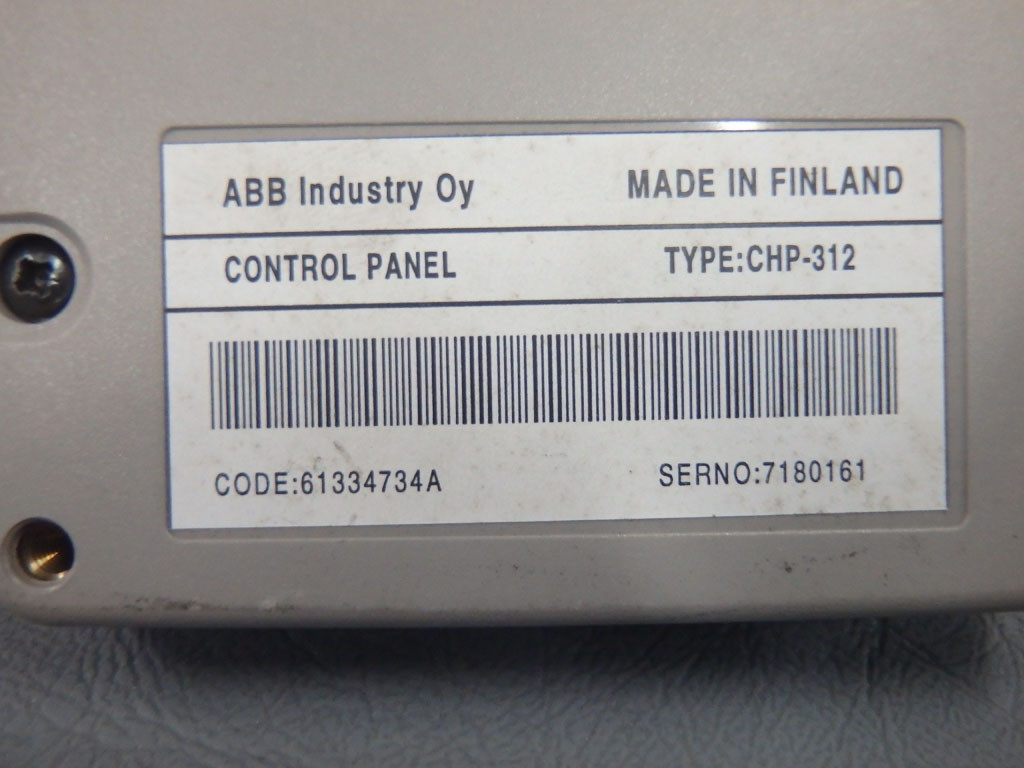 ABB Industry Oy MADE IN FINLAND
CONTROL PANEL TYPE:CHP-312
CODE:61334734A SERNO:7180161